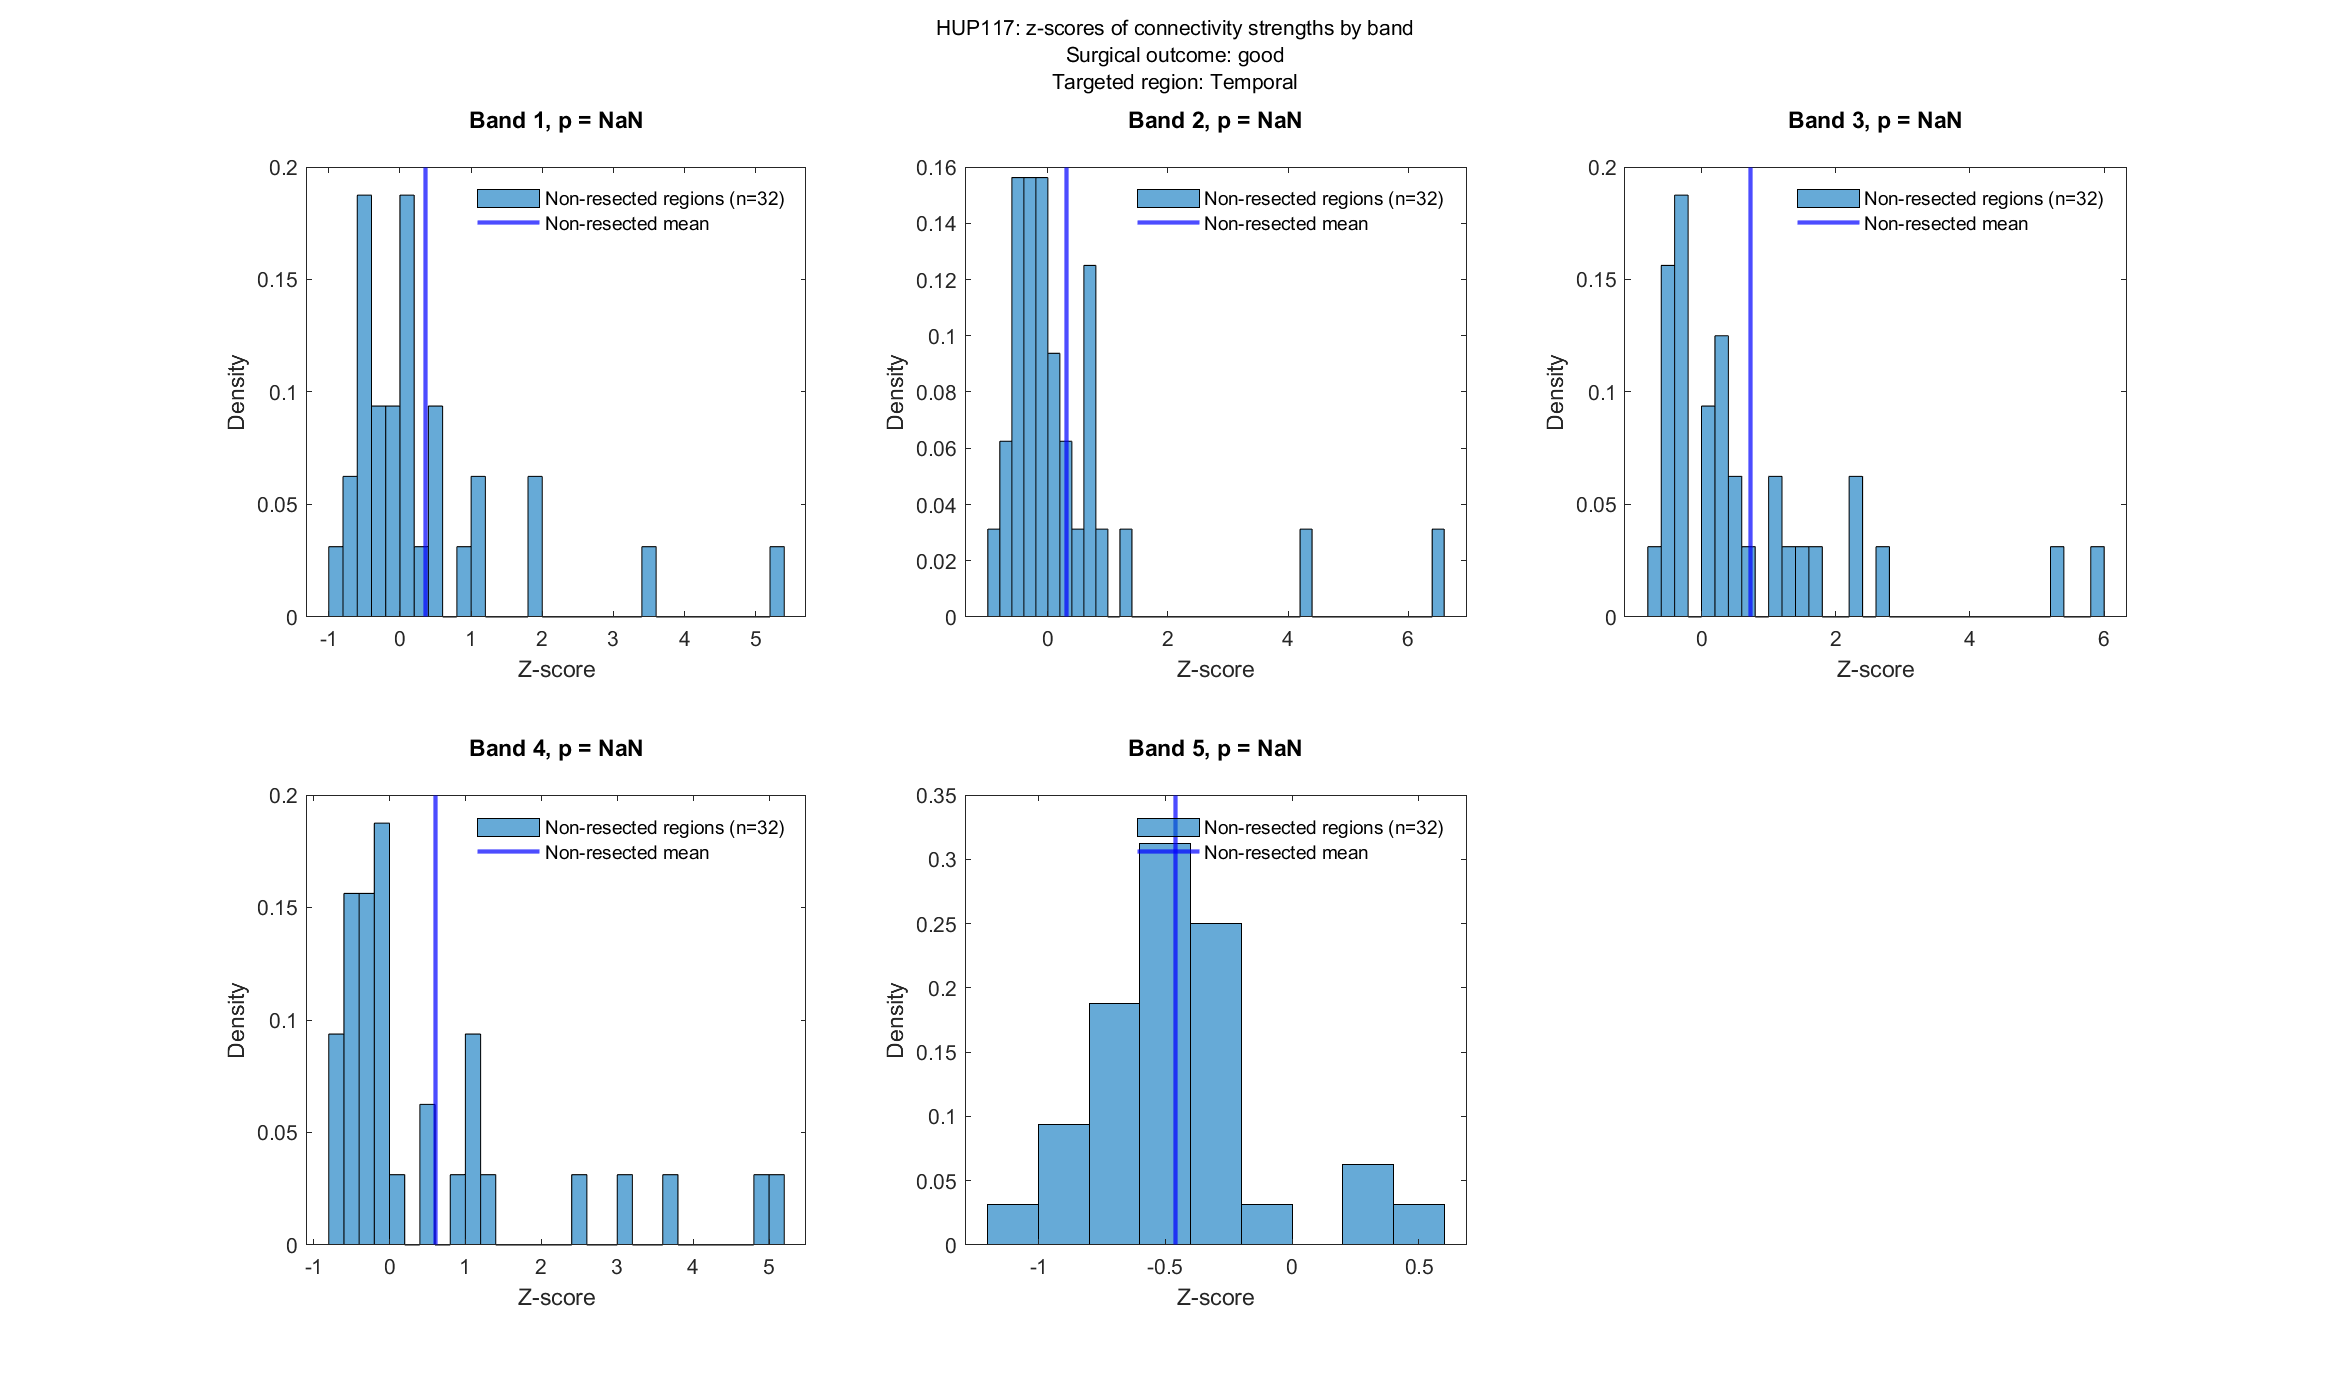 HUP117: z-scores of connectivity strengths by band
Surgical outcome: good
Targeted region: Temporal
Band 1, p = NaN
0.2
0.15
0.1
0.05
0
Density
-1 0 1 2 3 4 5
Z-score
Non-resected regions (n=32)
Non-resected mean
Band 2, p = NaN
0.16
0.14
0.12
0.1
0.08
0.06
0.04
0.02
0
Density
0 2 4 6
Z-score
Non-resected regions (n=32)
Non-resected mean
Band 3, p = NaN
0.2
0.15
0.1
0.05
0
Density
0 2 4 6
Z-score
Non-resected regions (n=32)
Non-resected mean
Band 4, p = NaN
0.2
0.15
0.1
0.05
0
Density
-1 0 1 2 3 4 5
Z-score
Non-resected regions (n=32)
Non-resected mean
Band 5, p = NaN
0.35
0.3
0.25
0.2
0.15
0.1
0.05
0
Density
-1 -0.5 0 0.5
Z-score
Non-resected regions (n=32)
Non-resected mean